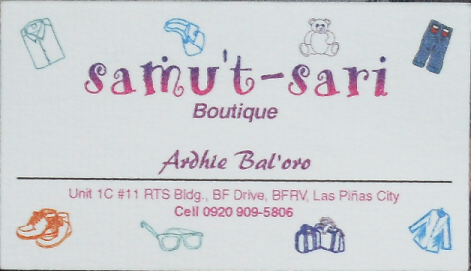 samu't-sari
Boutique
Ardhie Bal'oro
Unit 1C #11 RTS Bldg., BF Drive, BFRV, Las Piñas City
Cell 0920 909-5806